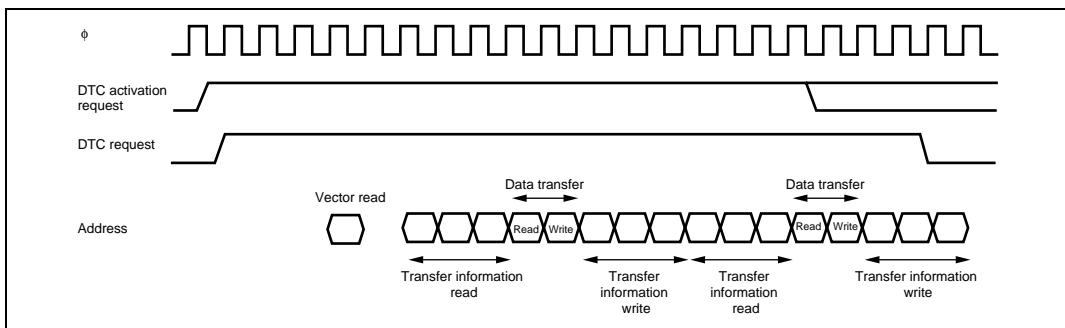 φ
DTC activation
request
DTC request
Data transfer
Data transfer
Vector read
Address
Read
Write
Read
Write
Transfer information
read
Transfer
information
write
Transfer
information
read
Transfer information
write